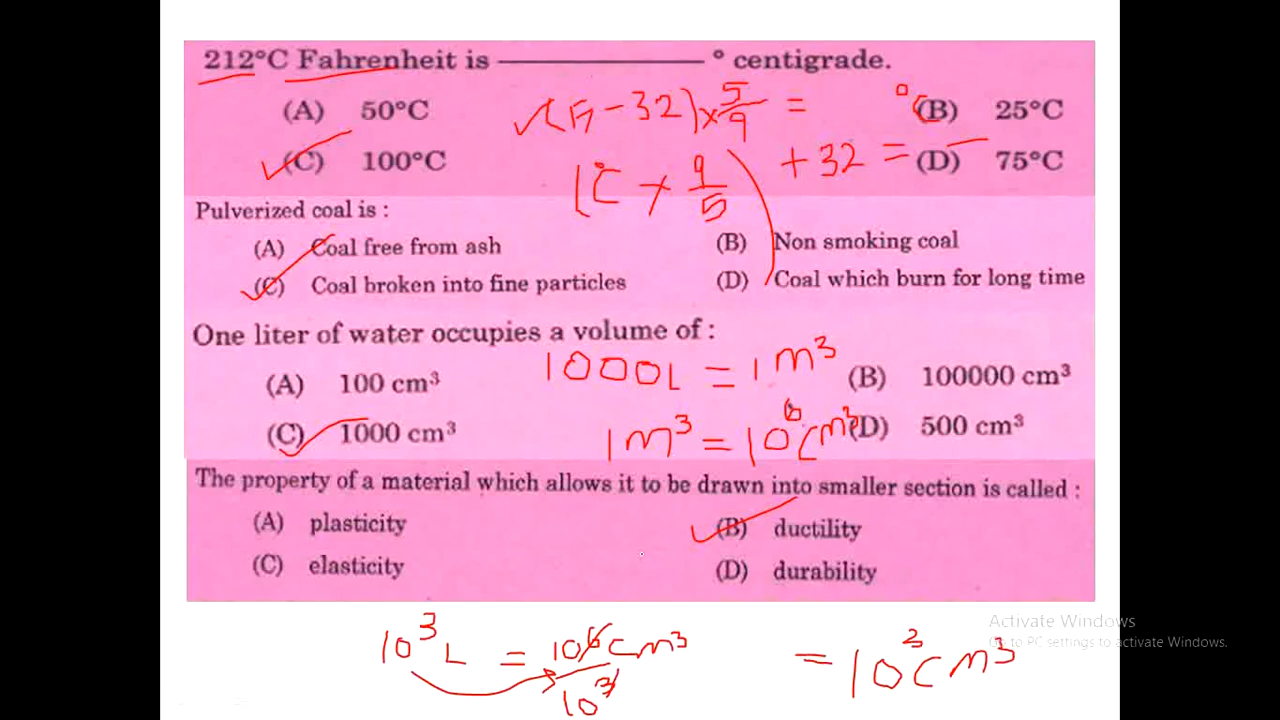 212°C Fahrenheit is ____________ ° centigrade.
(A) 50°C (B) 25°C
(F - 32) × 5/9 = °C
(C) 100°C (D) 75°C
(°C × 9/5) + 32 =
Pulverized coal is :
(A) Coal free from ash (B) Non smoking coal
(C) Coal broken into fine particles (D) Coal which burn for long time
One liter of water occupies a volume of :
1000L = 1m³
(A) 100 cm³ (B) 100000 cm³
(C) 1000 cm³ (D) 500 cm³
1m³ = 10⁶cm³
The property of a material which allows it to be drawn into smaller section is called :
(A) plasticity (B) ductility
(C) elasticity (D) durability
10³L = 10⁶cm³/10³ = 10³cm³
Activate Windows
Go to PC settings to activate Windows.